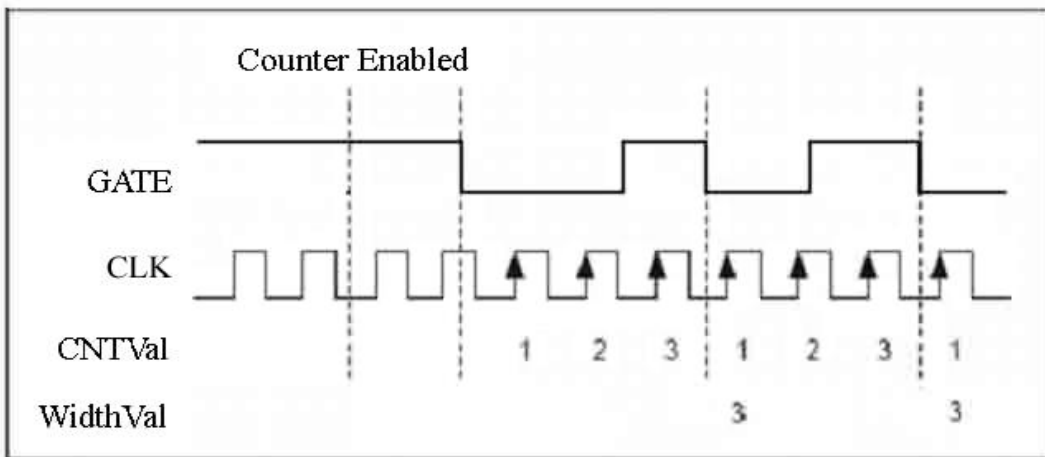 Counter Enabled
GATE
CLK
CNTVal 1 2 3 1 2 3 1
WidthVal 3 3